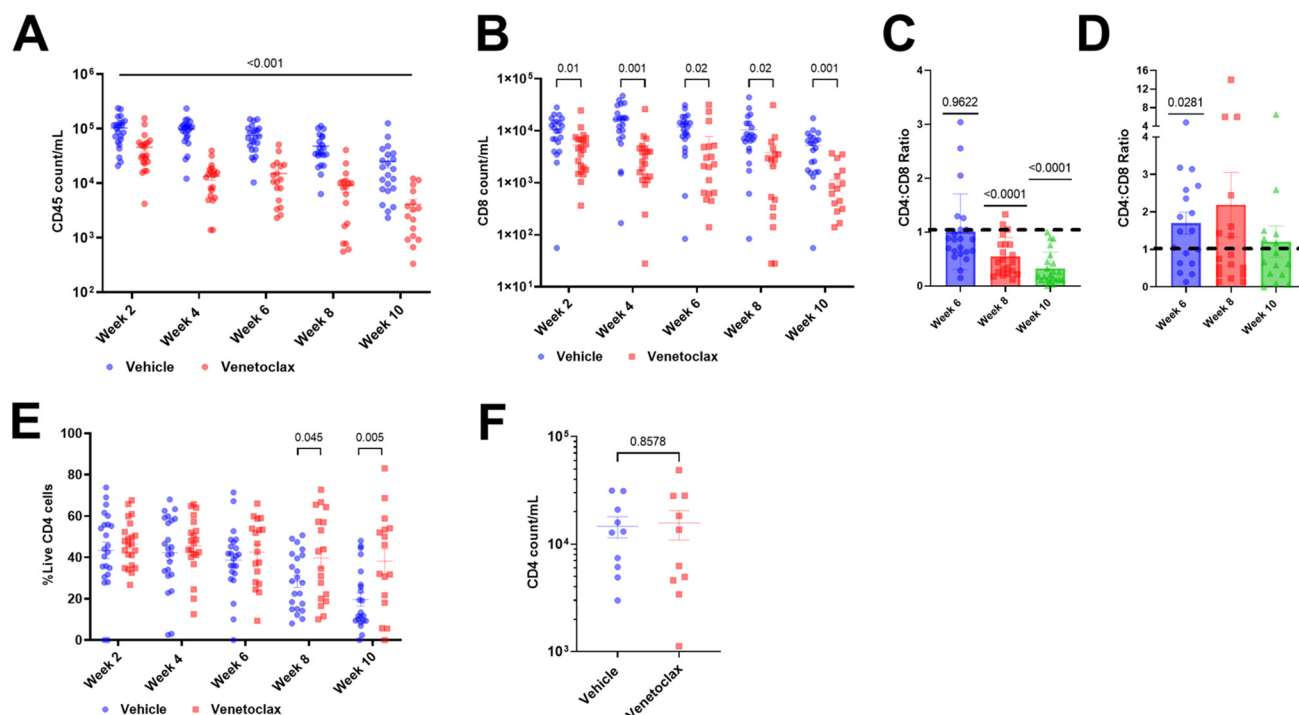 A
CD45 count/mL
10⁶
10⁵
10⁴
10³
10²
<0.001
Week 2
Week 4
Week 6
Week 8
Week 10
Vehicle
Venetoclax
B
CD8 count/mL
1×10⁵
1×10⁴
1×10³
1×10²
1×10¹
0.01
0.001
0.02
0.02
0.001
Week 2
Week 4
Week 6
Week 8
Week 10
Vehicle
Venetoclax
C
CD4:CD8 Ratio
4
3
2
1
0
0.9622
<0.0001
<0.0001
Week 6
Week 8
Week 10
D
CD4:CD8 Ratio
16
14
12
10
8
6
4
4
3
2
1
0
0.0281
Week 6
Week 8
Week 10
E
%Live CD4 cells
100
80
60
40
20
0
0.045
0.005
Week 2
Week 4
Week 6
Week 8
Week 10
Vehicle
Venetoclax
F
CD4 count/mL
10⁵
10⁴
10³
0.8578
Vehicle
Venetoclax